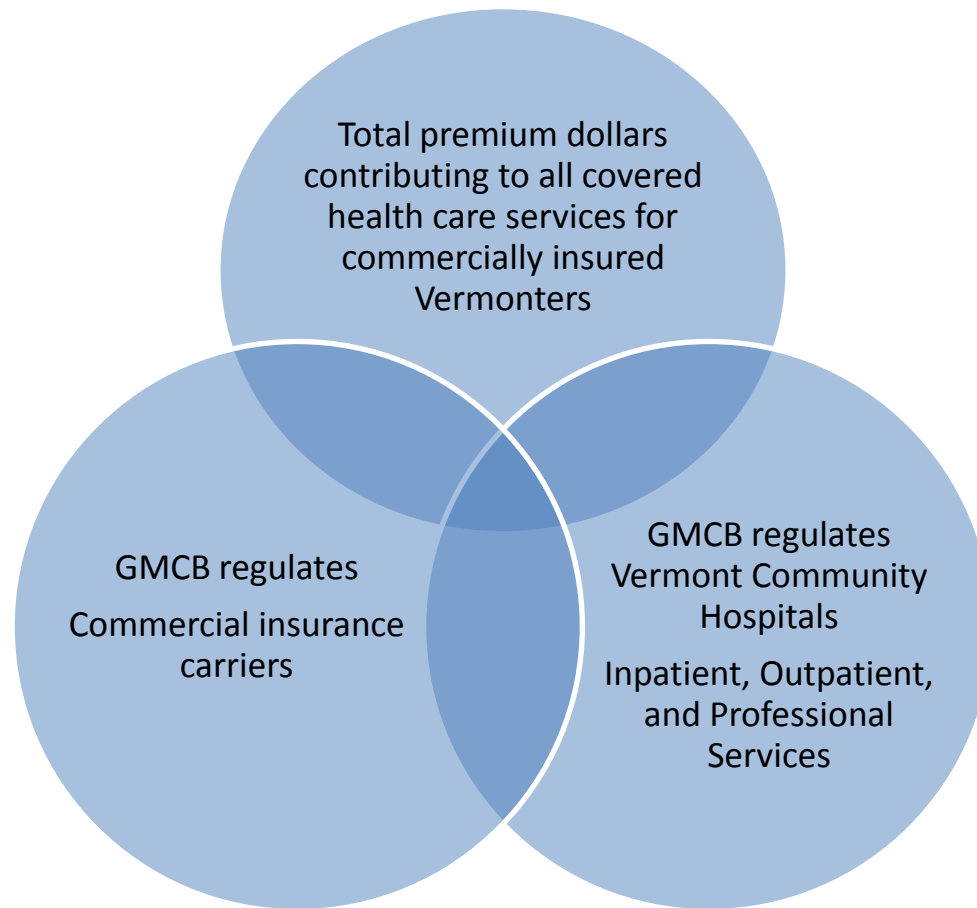 Total premium dollars
contributing to all covered
health care services for
commercially insured
Vermonters
GMCB regulates
Commercial insurance
carriers
GMCB regulates
Vermont Community
Hospitals
Inpatient, Outpatient,
and Professional
Services